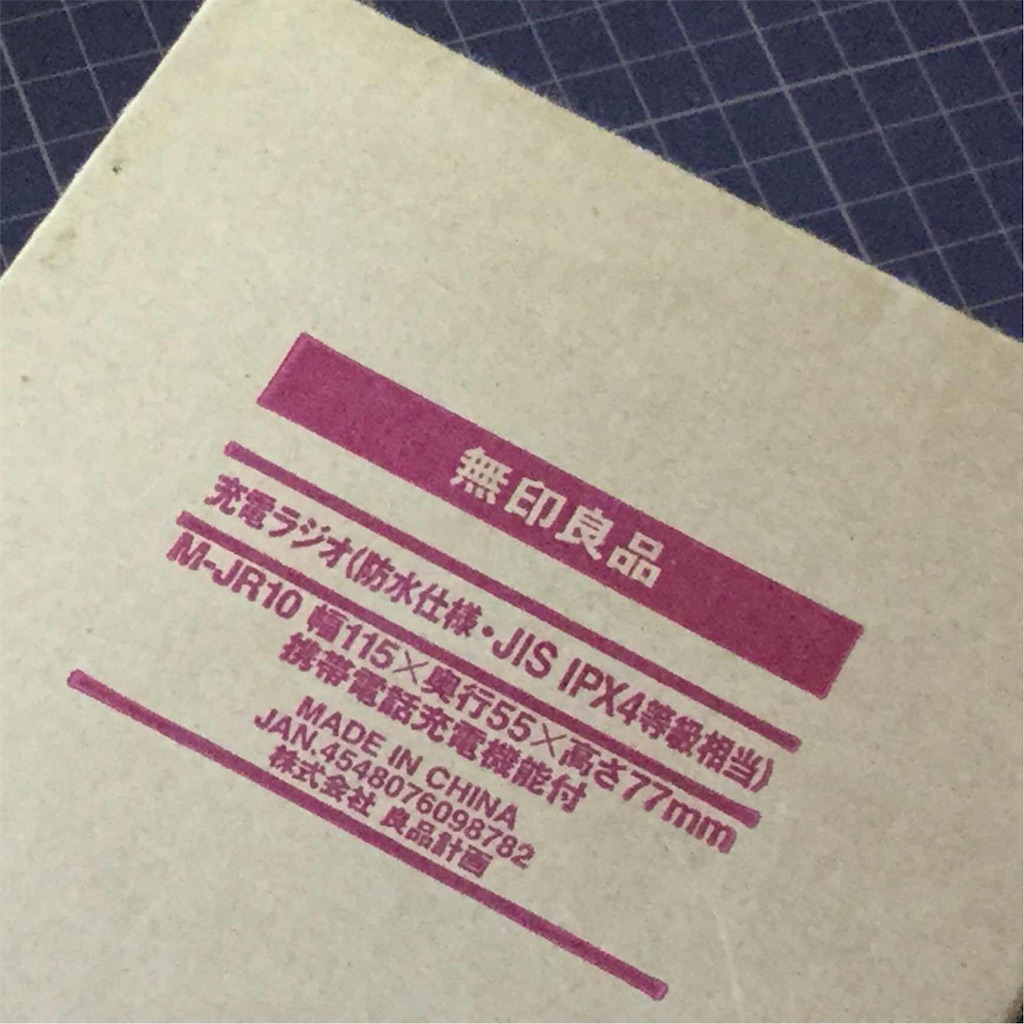 無印良品
充電ラジオ(防水仕様・JIS IPX4等級相当)
M-JR10 幅115×奥行55×高さ77mm
携帯電話充電機能付
MADE IN CHINA
JAN.4548076098782
株式会社 良品計画